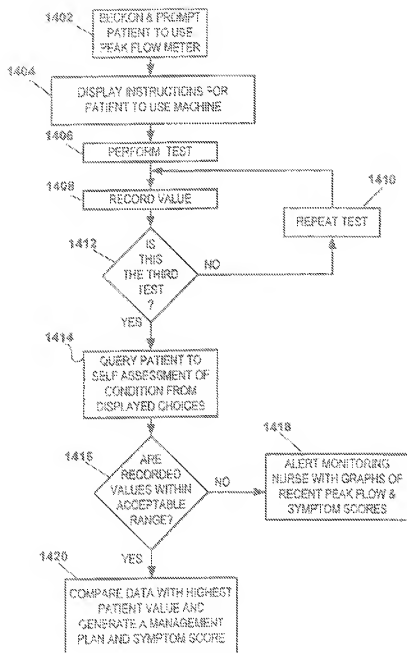 1402
BECKON & PROMPT
PATIENT TO USE
PEAK FLOW METER
1404
DISPLAY INSTRUCTIONS FOR
PATIENT TO USE MACHINE
1406
PERFORM TEST
1408
RECORD VALUE
1410
REPEAT TEST
1412
IS
THIS
THE THIRD
TEST
?
NO
YES
1414
QUERY PATIENT TO
SELF ASSESSMENT OF
CONDITION FROM
DISPLAYED CHOICES
1416
ARE
RECORDED
VALUES WITHIN
ACCEPTABLE
RANGE?
NO
1418
ALERT MONITORING
NURSE WITH GRAPHS OF
RECENT PEAK FLOW &
SYMPTOM SCORES
YES
1420
COMPARE DATA WITH HIGHEST
PATIENT VALUE AND
GENERATE A MANAGEMENT
PLAN AND SYMPTOM SCORE